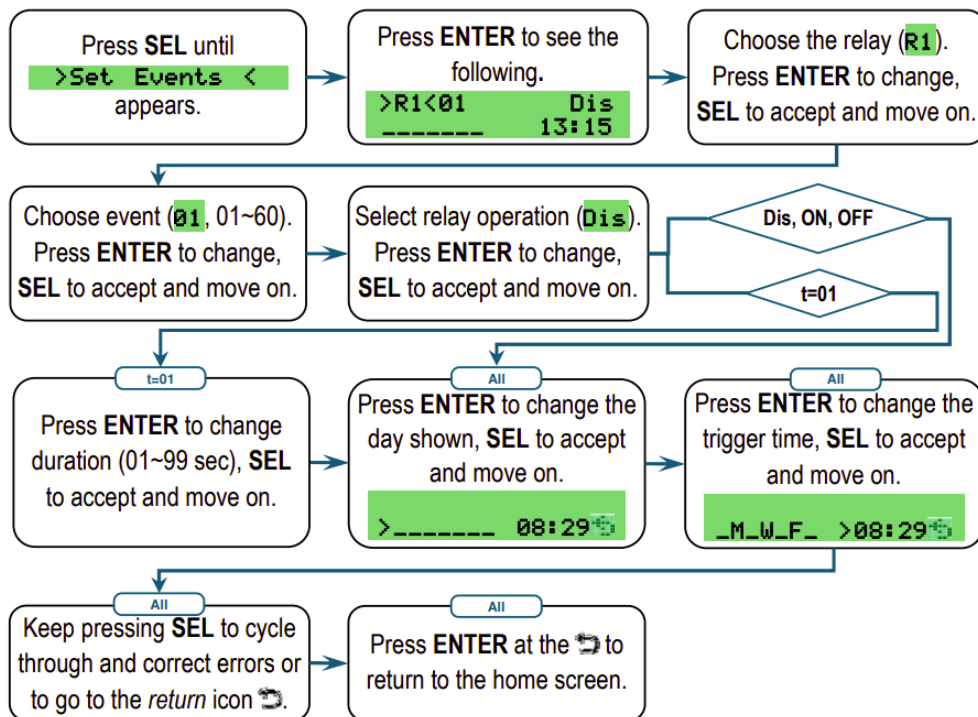 Press SEL until
>Set Events <
appears.
Press ENTER to see the
following.
>R1<01 Dis
_______ 13:15
Choose the relay (R1).
Press ENTER to change,
SEL to accept and move on.
Choose event (01, 01~60).
Press ENTER to change,
SEL to accept and move on.
Select relay operation (Dis).
Press ENTER to change,
SEL to accept and move on.
Dis, ON, OFF
t=01
t=01
Press ENTER to change
duration (01~99 sec), SEL
to accept and move on.
All
Press ENTER to change the
day shown, SEL to accept
and move on.
>_______ 08:29
All
Press ENTER to change the
trigger time, SEL to accept
and move on.
_M_W_F_ >08:29
All
Keep pressing SEL to cycle
through and correct errors or
to go to the return icon .
All
Press ENTER at the to
return to the home screen.